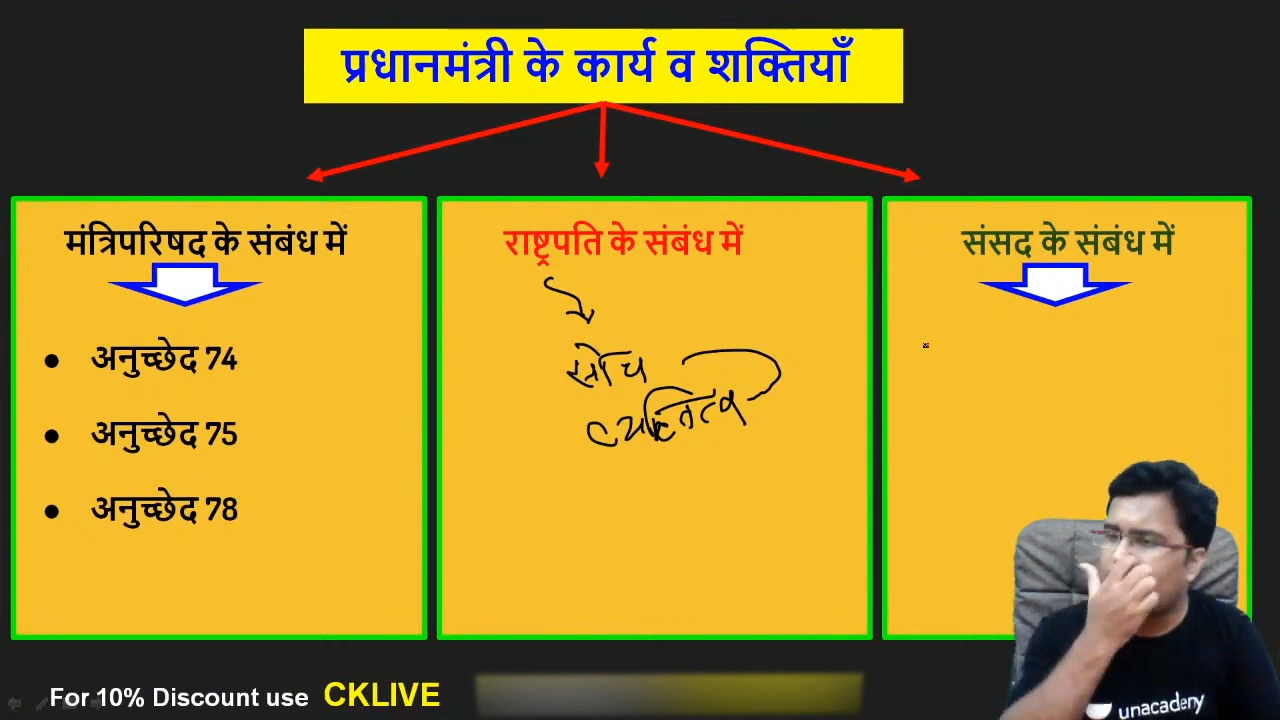 प्रधानमंत्री के कार्य व शक्तियाँ
मंत्रिपरिषद के संबंध में
• अनुच्छेद 74
• अनुच्छेद 75
• अनुच्छेद 78
राष्ट्रपति के संबंध में
व्यक्तित्व
संसद के संबंध में
For 10% Discount use CKLIVE
unacademy